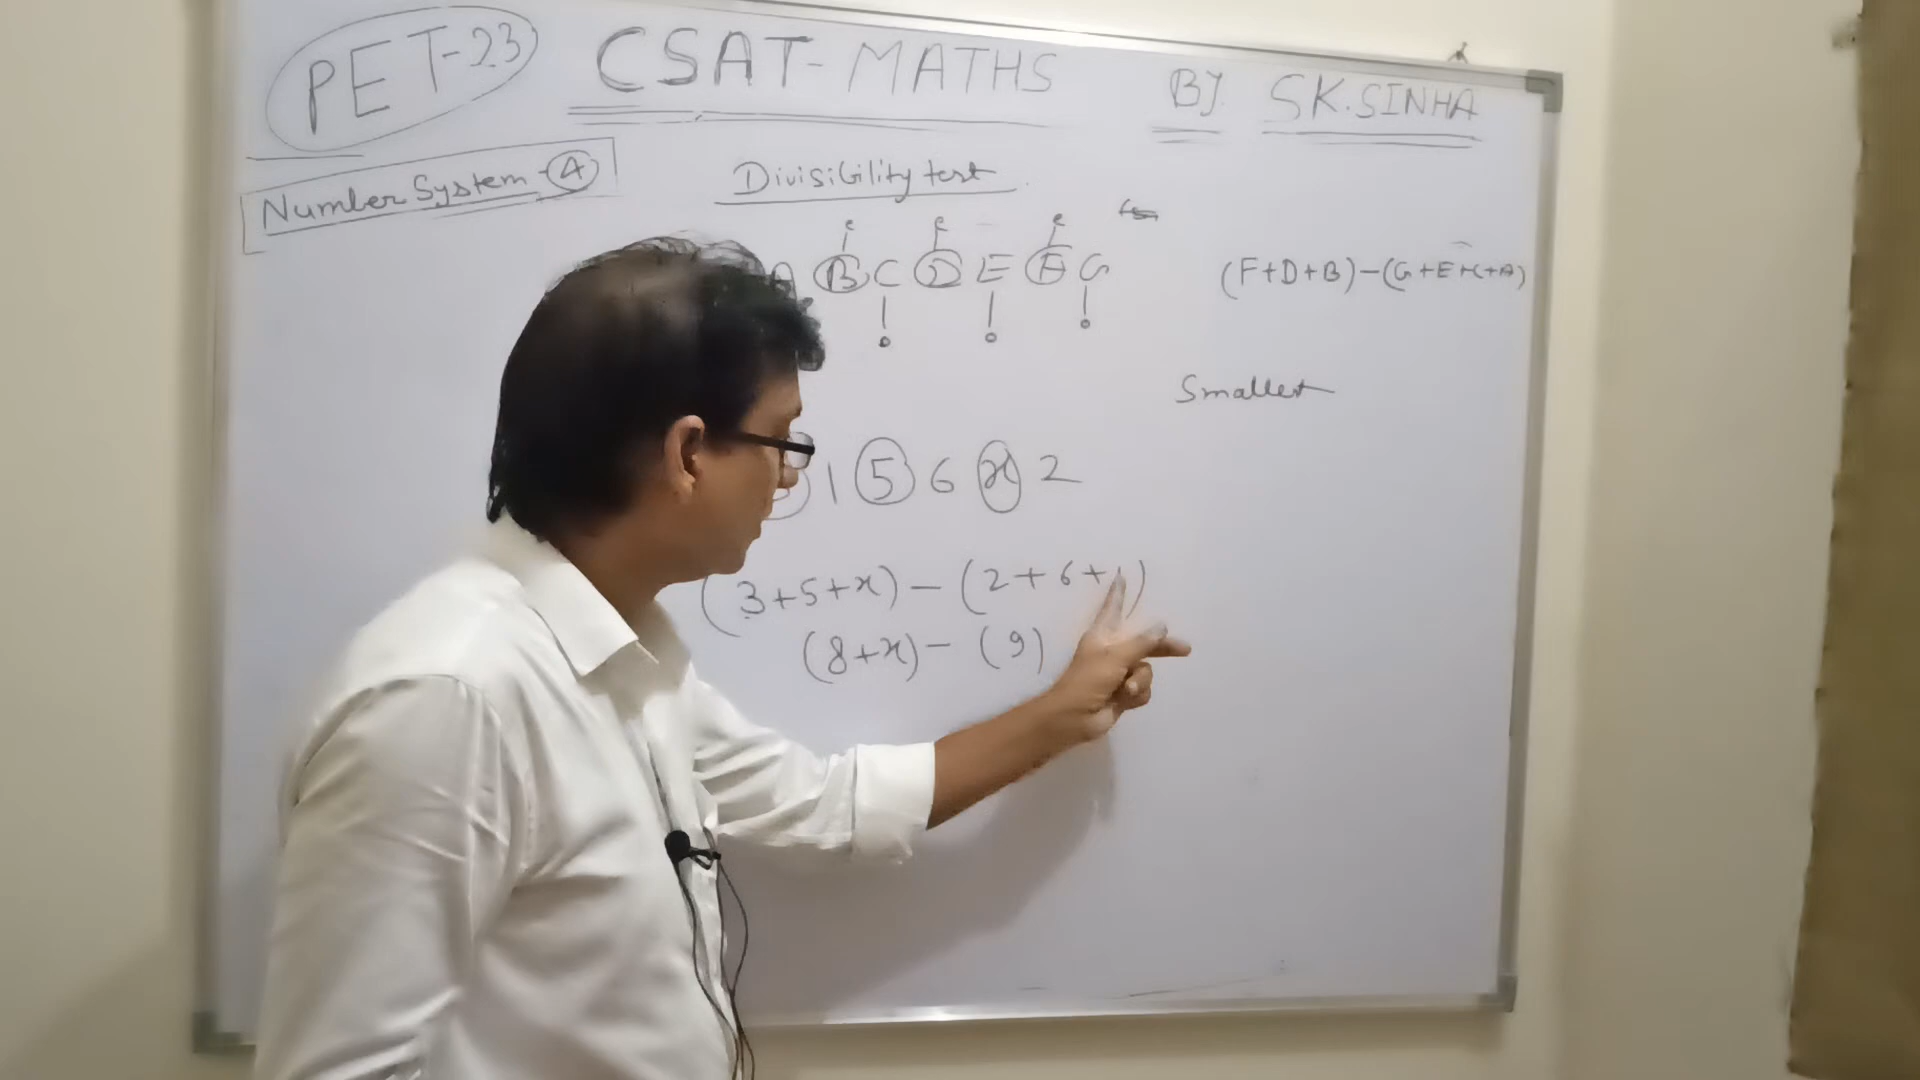 PET-23 CSAT-MATHS By SK.SINHA
Number System-4
Divisibility test
A B C D E F G
(F+D+B)-(G+E+C+A)
Smallest
3 1 5 6 x 2
(3+5+x)-(2+6+1)
(8+x)-(9)